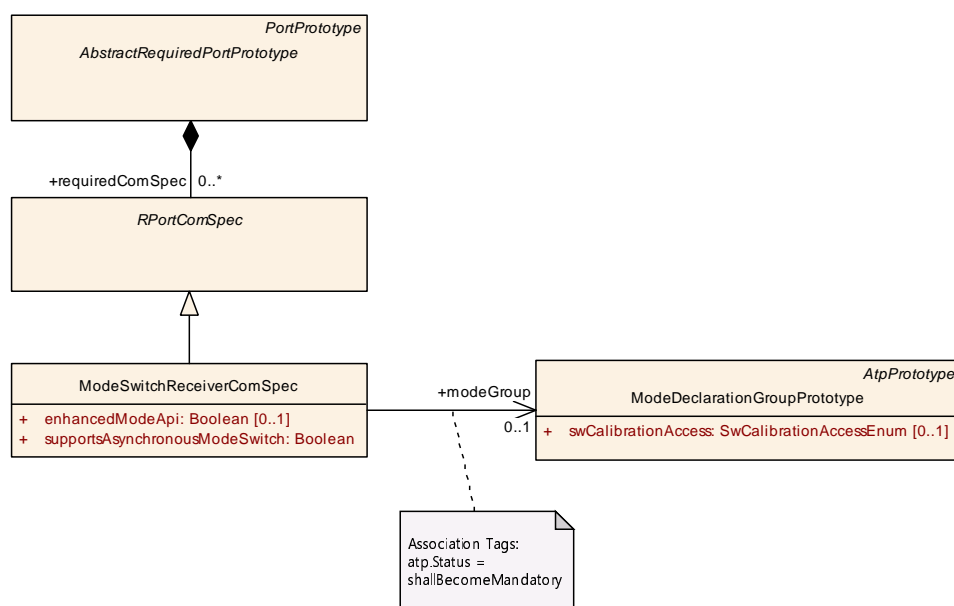 PortPrototype
AbstractRequiredPortPrototype
+requiredComSpec 0..*
RPortComSpec
ModeSwitchReceiverComSpec
+ enhancedModeApi: Boolean [0..1]
+ supportsAsynchronousModeSwitch: Boolean
+modeGroup
0..1
AtpPrototype
ModeDeclarationGroupPrototype
+ swCalibrationAccess: SwCalibrationAccessEnum [0..1]
Association Tags:
atp.Status =
shallBecomeMandatory